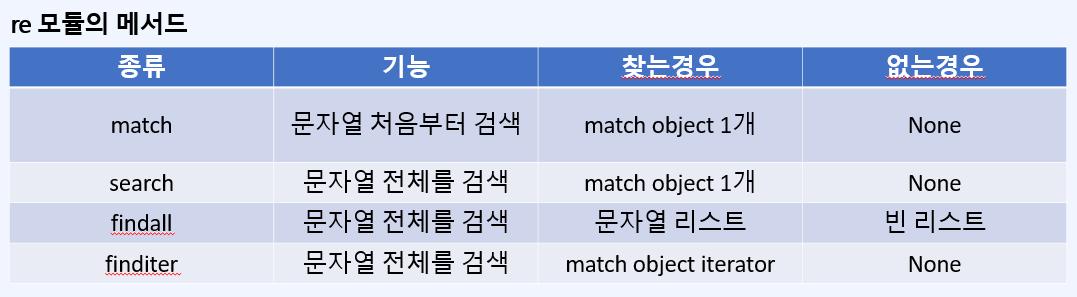 re 모듈의 메서드
종류 기능 찾는경우 없는경우
match 문자열 처음부터 검색 match object 1개 None
search 문자열 전체를 검색 match object 1개 None
findall 문자열 전체를 검색 문자열 리스트 빈 리스트
finditer 문자열 전체를 검색 match object iterator None